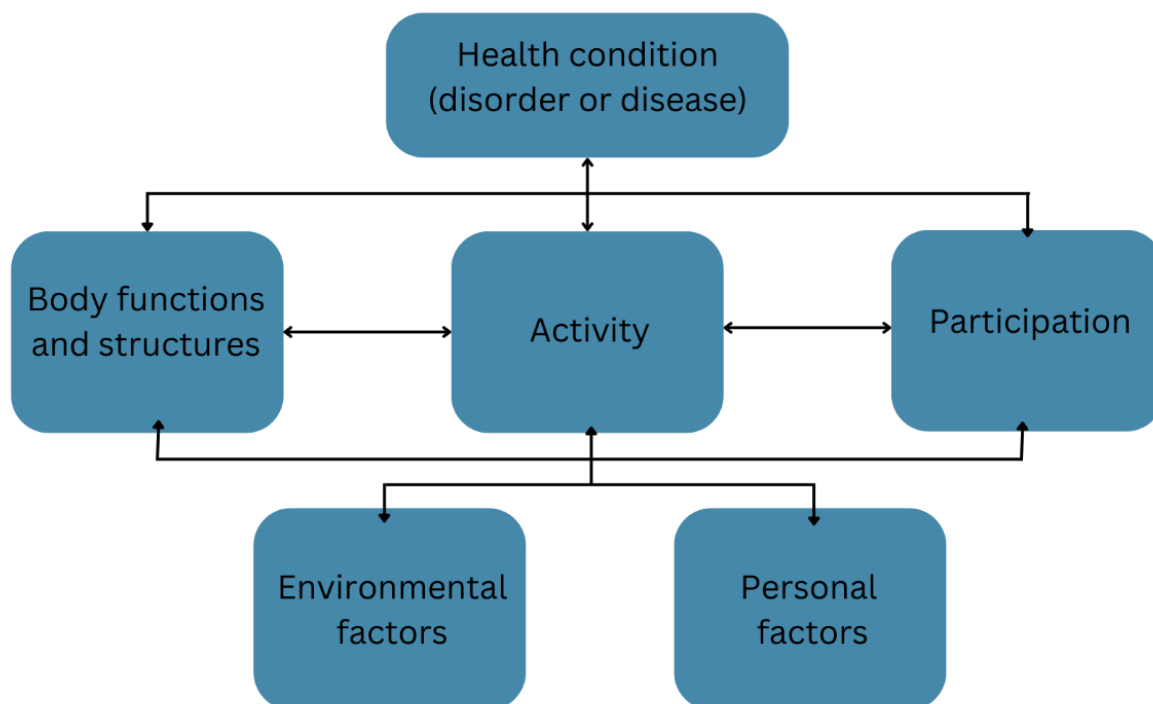 Health condition
(disorder or disease)
Body functions
and structures
Activity
Participation
Environmental
factors
Personal
factors